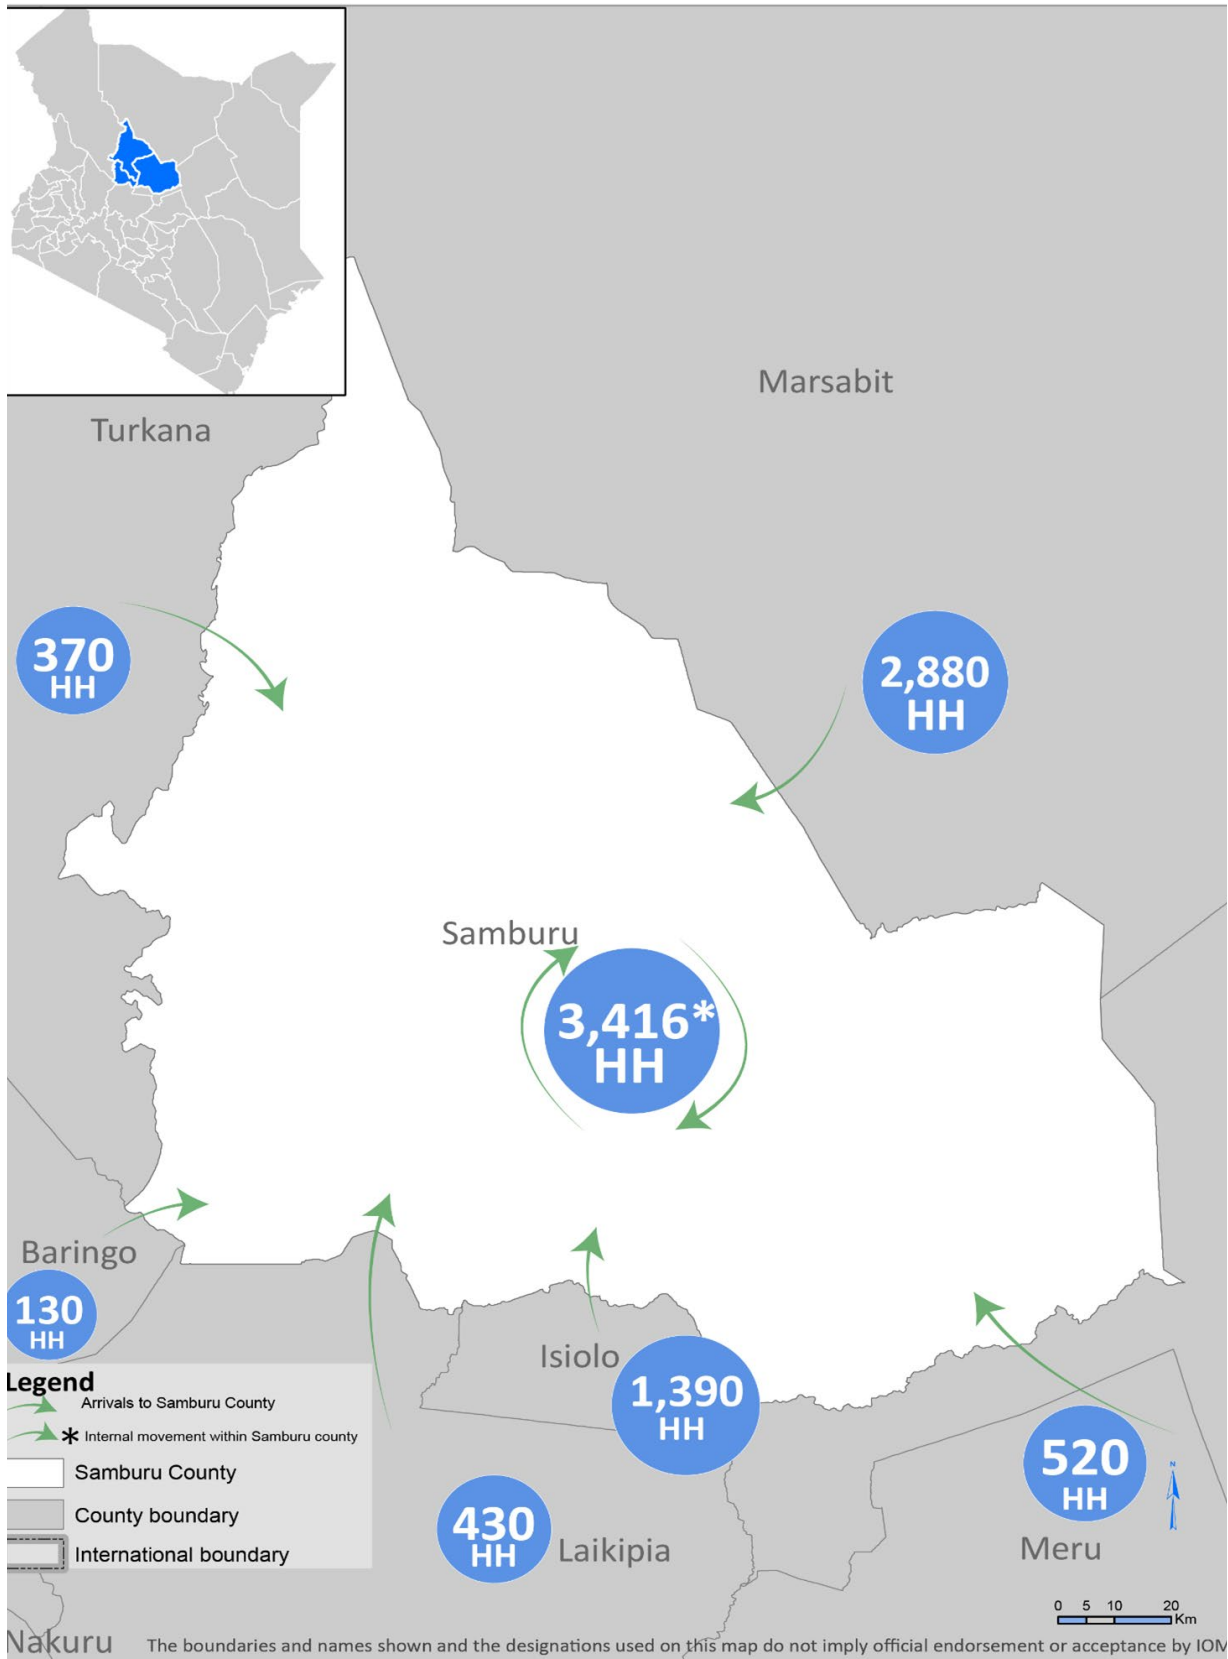 Marsabit
Turkana
370
HH
2,880
HH
Samburu
3,416*
HH
Baringo
130
HH
Isiolo
1,390
HH
520
HH
Meru
430
HH
Laikipia
Legend
Arrivals to Samburu County
* Internal movement within Samburu county
Samburu County
County boundary
International boundary
N
0 5 10 20
Km
Nakuru
The boundaries and names shown and the designations used on this map do not imply official endorsement or acceptance by IOM